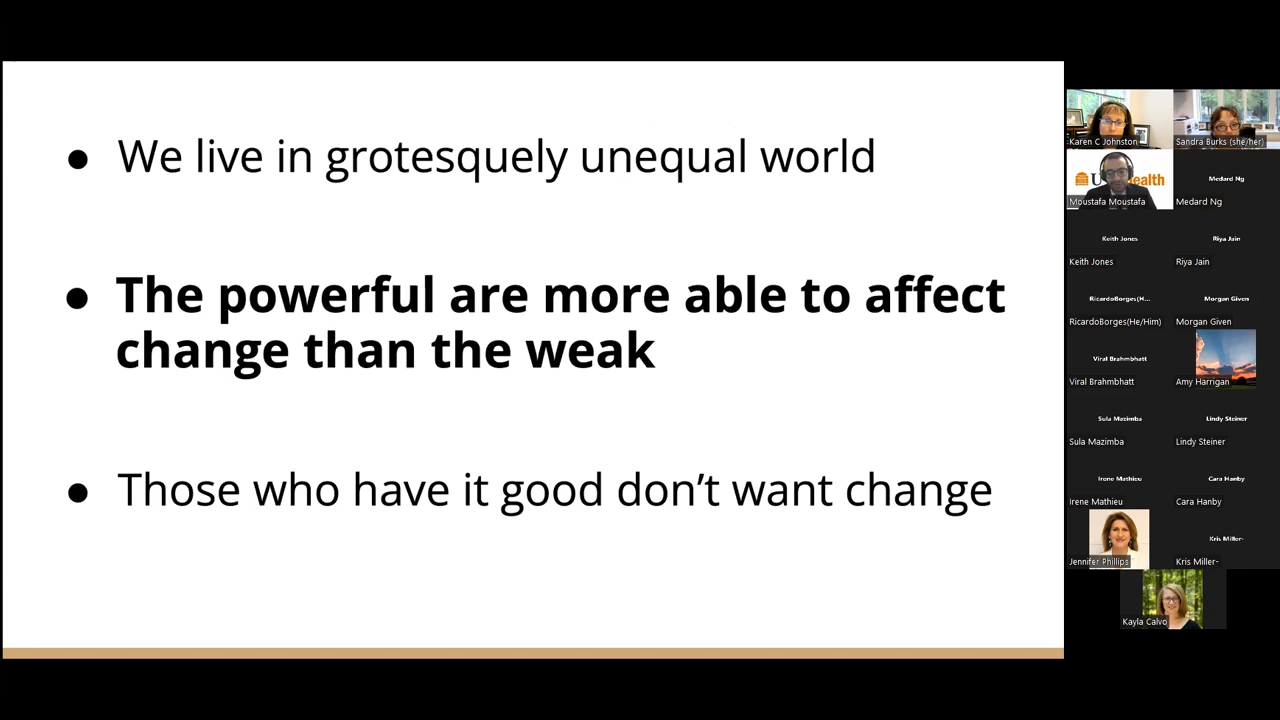 ● We live in grotesquely unequal world
● The powerful are more able to affect
change than the weak
● Those who have it good don’t want change
Karen C Johnston
Sandra Burks (she/her)
U Health
Moustafa Moustafa
Medard Ng
Medard Ng
Keith Jones
Riya Jain
Keith Jones
Riya Jain
RicardoBorges(H...
Morgan Given
RicardoBorges(He/Him)
Morgan Given
Viral Brahmbhatt
Viral Brahmbhatt
Amy Harrigan
Sula Mazimba
Lindy Steiner
Sula Mazimba
Lindy Steiner
Irene Mathieu
Cara Hanby
Irene Mathieu
Cara Hanby
Kris Miller-
Jennifer Phillips
Kris Miller-
Kayla Calvo